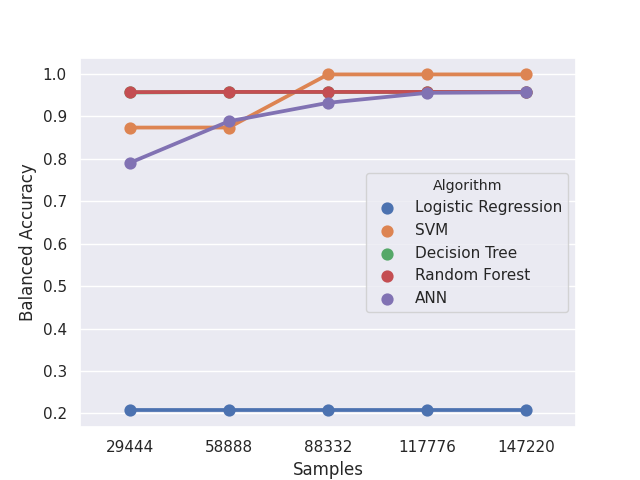 1.0
0.9
0.8
0.7
0.6
0.5
0.4
0.3
0.2
Balanced Accuracy
Algorithm
Logistic Regression
SVM
Decision Tree
Random Forest
ANN
29444 58888 88332 117776 147220
Samples